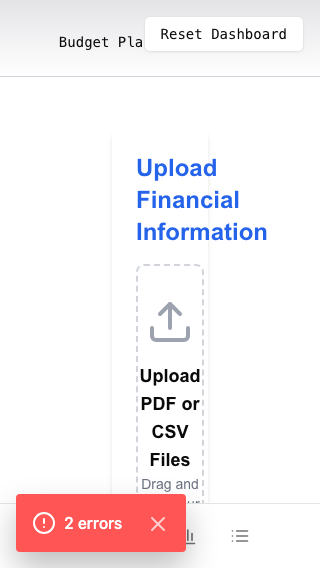 Budget Pla
Reset Dashboard
Upload
Financial
Information
Upload
PDF or
CSV
Files
Drag and
2 errors